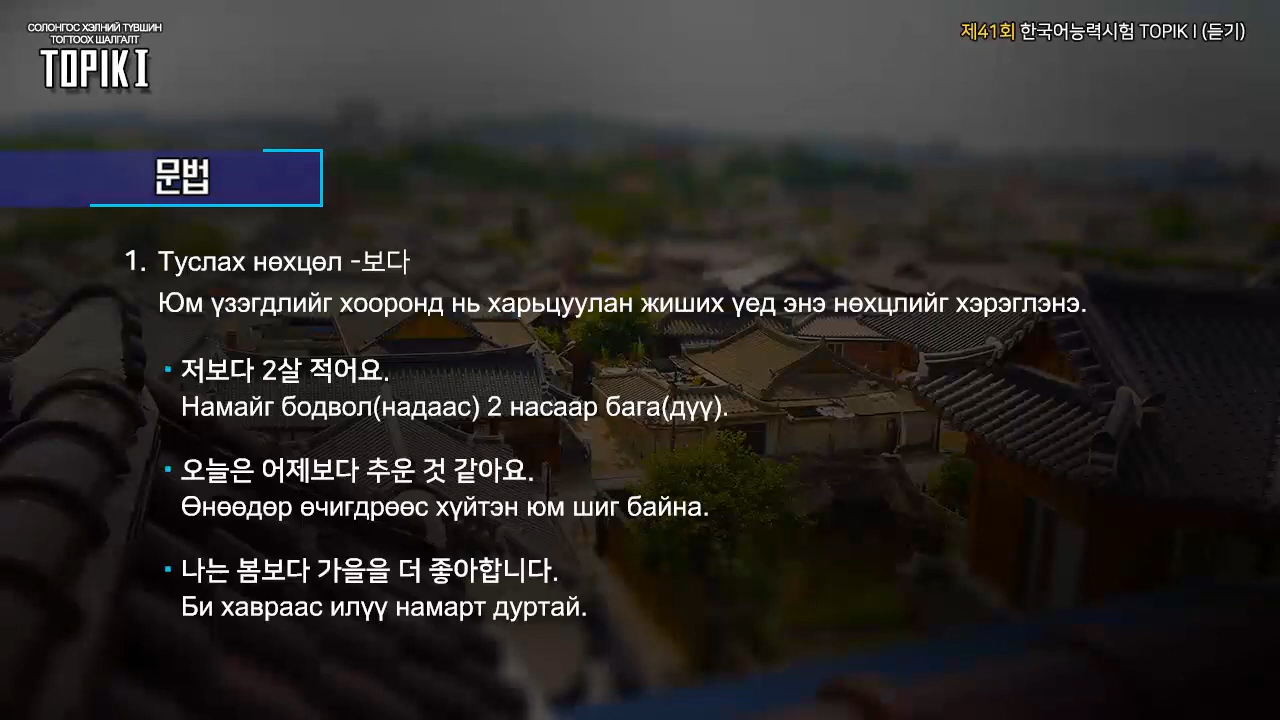 СОЛОНГОС ХЭЛНИЙ ТҮВШИН
ТОГТООХ ШАЛГАЛТ
TOPIK I
제41회 한국어능력시험 TOPIK I (듣기)
문법
1. Туслах нөхцөл -보다
Юм үзэгдлийг хооронд нь харьцуулан жиших үед энэ нөхцлийг хэрэглэнэ.
· 저보다 2살 적어요.
Намайг бодвол(надаас) 2 насаар бага(дүү).
· 오늘은 어제보다 추운 것 같아요.
Өнөөдөр өчигдрөөс хүйтэн юм шиг байна.
· 나는 봄보다 가을을 더 좋아합니다.
Би хавраас илүү намарт дуртай.